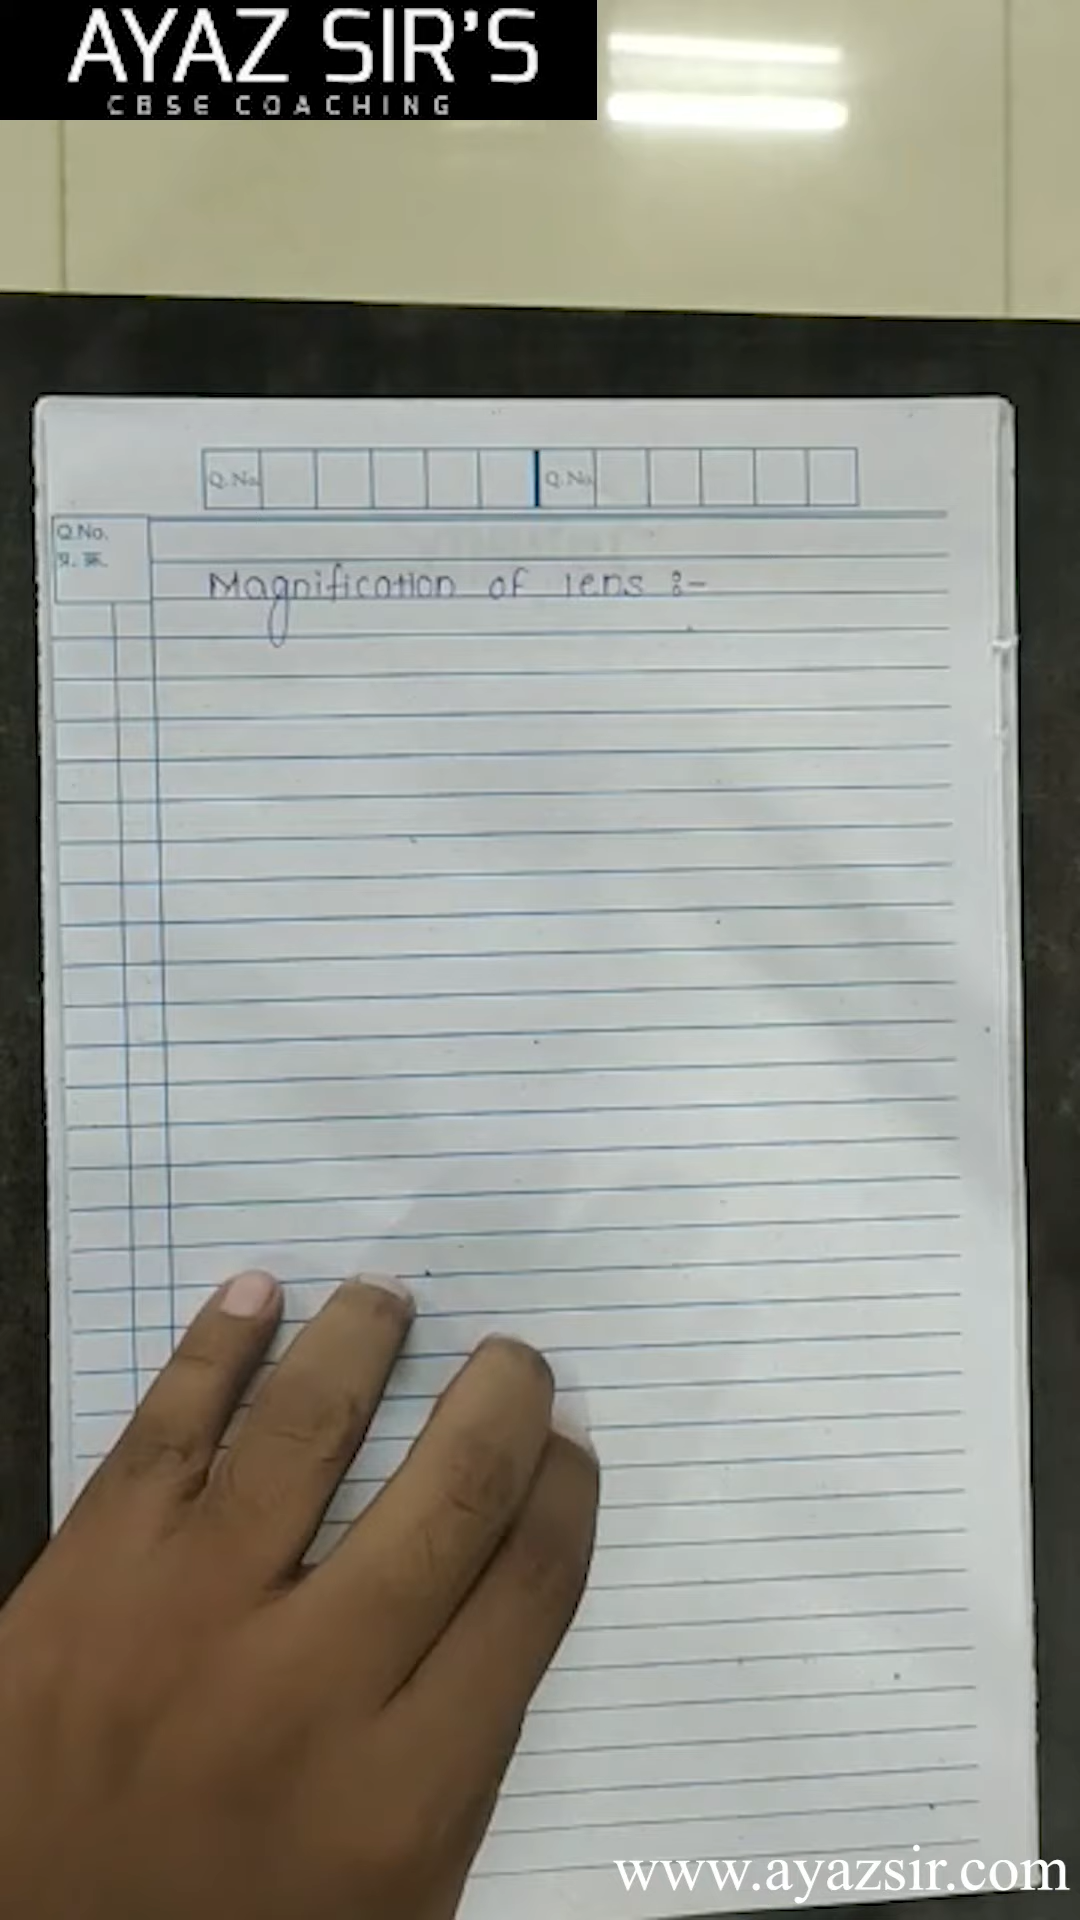 AYAZ SIR'S
CBSE COACHING
Q.No. Q.No.
Q.No.
प्र. क्र.
Magnification of lens :-
www.ayazsir.com